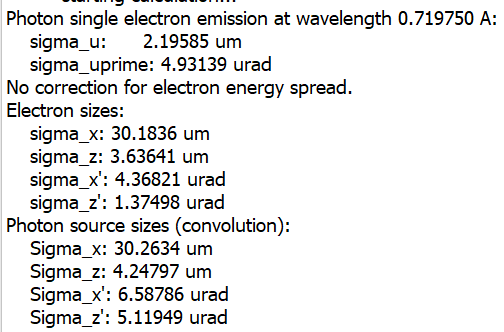 Photon single electron emission at wavelength 0.719750 A:
sigma_u: 2.19585 um
sigma_uprime: 4.93139 urad
No correction for electron energy spread.
Electron sizes:
sigma_x: 30.1836 um
sigma_z: 3.63641 um
sigma_x': 4.36821 urad
sigma_z': 1.37498 urad
Photon source sizes (convolution):
Sigma_x: 30.2634 um
Sigma_z: 4.24797 um
Sigma_x': 6.58786 urad
Sigma_z': 5.11949 urad